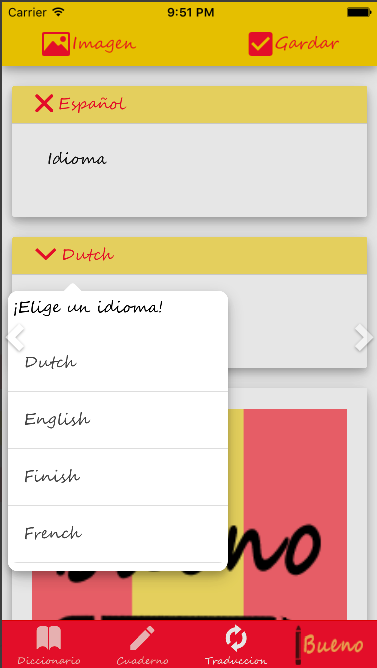 Carrier 9:51 PM
Imagen Gardar
Español
Idioma
Dutch
¡Elige un idioma!
Dutch
English
Finish
French
Bueno
Diccionario Cuaderno Traduccion Bueno